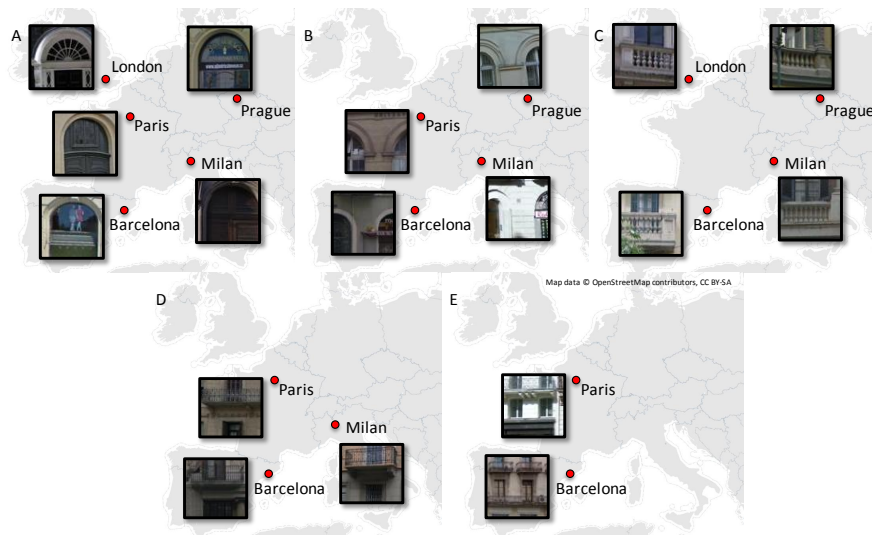 A
London
Prague
Paris
Milan
Barcelona
B
Prague
Paris
Milan
Barcelona
C
London
Prague
Milan
Barcelona
D
Paris
Milan
Barcelona
Map data © OpenStreetMap contributors, CC BY-SA
E
Paris
Barcelona